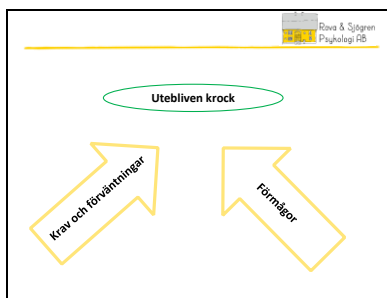 Rova & Sjögren
Psykologi AB
Utebliven krock
Krav och förväntningar
Förmågor